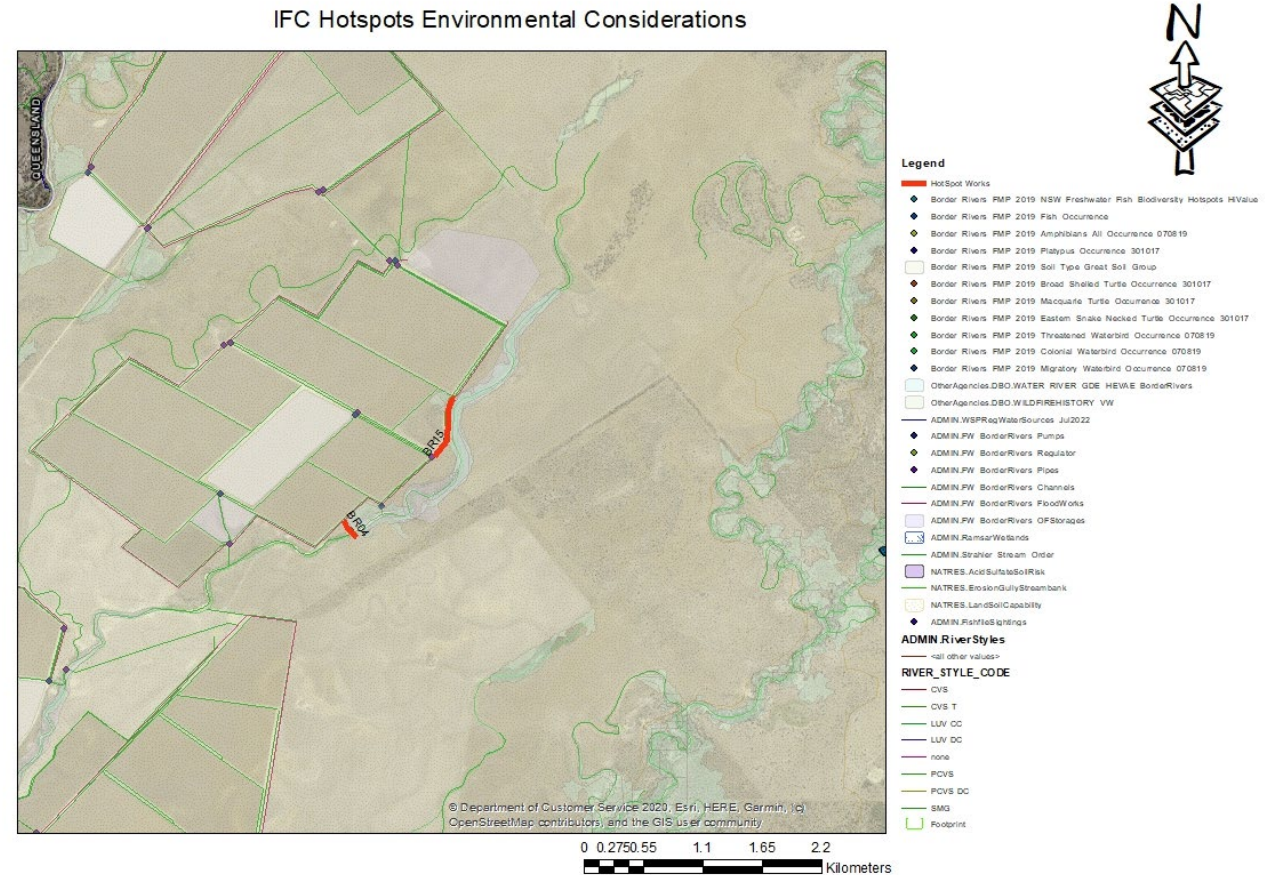 IFC Hotspots Environmental Considerations
N
QUEENSLAND
BR15
BR04
© Department of Customer Service 2020, Esri, HERE, Garmin, (c)
OpenStreetMap contributors, and the GIS user community
0 0.2750.55 1.1 1.65 2.2
Kilometers
Legend
HotSpot Works
Border Rivers FMP 2019 NSW Freshwater Fish Biodiversity Hotspots HiValue
Border Rivers FMP 2019 Fish Occurrence
Border Rivers FMP 2019 Amphibians All Occurrence 070819
Border Rivers FMP 2019 Platypus Occurrence 301017
Border Rivers FMP 2019 Soil Type Great Soil Group
Border Rivers FMP 2019 Broad Shelled Turtle Occurrence 301017
Border Rivers FMP 2019 Macquarie Turtle Occurrence 301017
Border Rivers FMP 2019 Eastern Snake Necked Turtle Occurrence 301017
Border Rivers FMP 2019 Threatened Waterbird Occurrence 070819
Border Rivers FMP 2019 Colonial Waterbird Occurrence 070819
Border Rivers FMP 2019 Migratory Waterbird Occurrence 070819
OtherAgencies.DBO.WATER RIVER GDE HEVAE BorderRivers
OtherAgencies.DBO.WILDFIREHISTORY VW
ADMIN.WSPRegWaterSources Jul2022
ADMIN.FW BorderRivers Pumps
ADMIN.FW BorderRivers Regulator
ADMIN.FW BorderRivers Pipes
ADMIN.FW BorderRivers Channels
ADMIN.FW BorderRivers FloodWorks
ADMIN.FW BorderRivers OFStorages
ADMIN.RamsarWetlands
ADMIN.Strahler Stream Order
NATRES.AcidSulfateSoilRisk
NATRES.ErosionGullyStreambank
NATRES.LandSoilCapability
ADMIN.FishfileSightings
ADMIN.RiverStyles
<all other values>
RIVER_STYLE_CODE
CVS
CVS T
LUV CC
LUV DC
none
PCVS
PCVS DC
SMG
Footprint